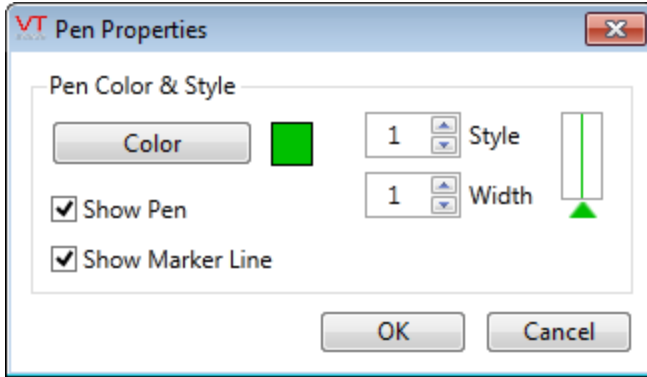 VT Pen Properties
Pen Color & Style
Color
1 Style
Show Pen
1 Width
Show Marker Line
OK Cancel